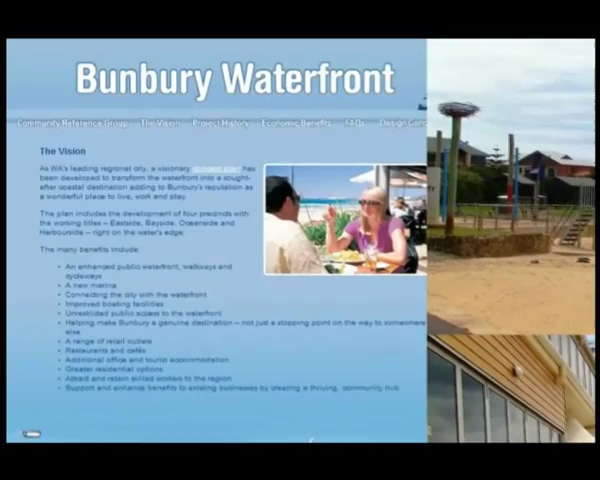 Bunbury Waterfront
Community Reference Group The Vision Project History Economic Benefits FAQs Design Conc
The Vision
As WA's leading regional city, a visionary concept plan has
been developed to transform the waterfront into a sought-
after coastal destination adding to Bunbury's reputation as
a wonderful place to live, work and play.
The plan includes the development of four precincts with
the working titles – Eastside, Bayside, Oceanside and
Harbourside – right on the water's edge.
The many benefits include:
• An enhanced public waterfront, walkways and
cycleways
• A new marina
• Connecting the city with the waterfront
• Improved boating facilities
• Unrestricted public access to the waterfront
• Helping make Bunbury a genuine destination – not just a stopping point on the way to somewhere
else
• A range of retail outlets
• Restaurants and cafés
• Additional office and tourist accommodation
• Greater residential options
• Attract and retain skilled workers to the region
• Support and enhance benefits to existing businesses by creating a thriving, community hub